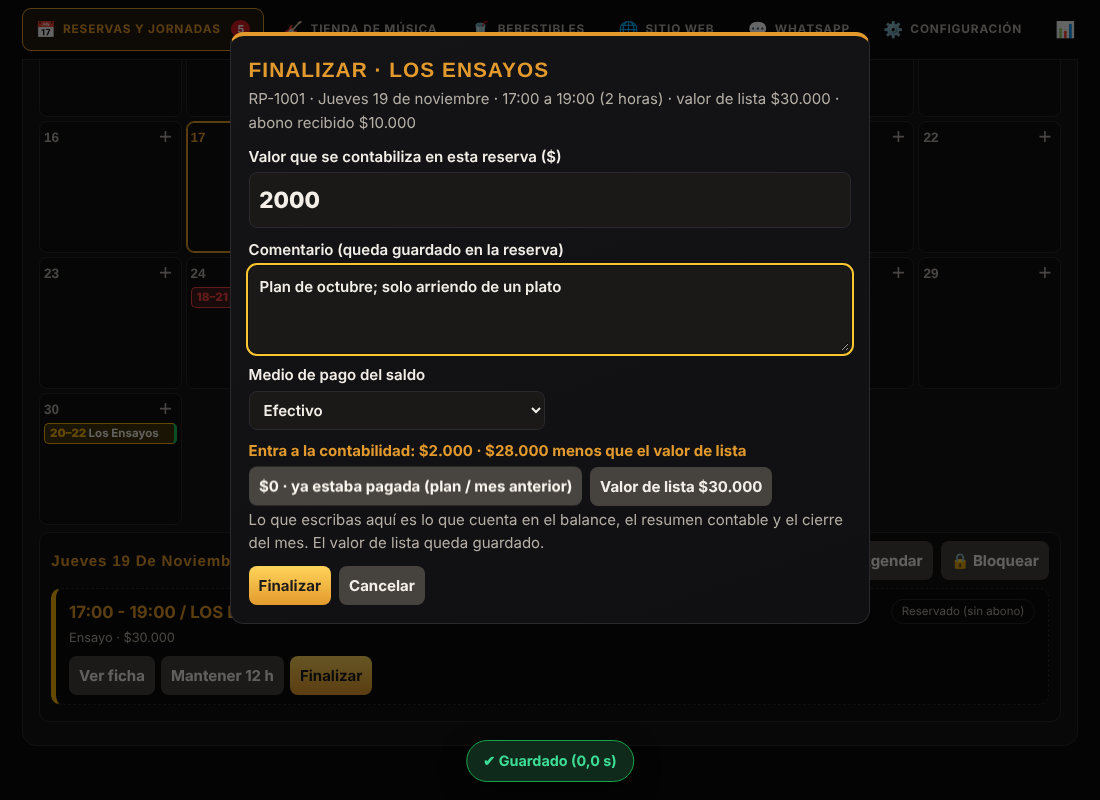 📅 RESERVAS Y JORNADAS 5 🎸 TIENDA DE MÚSICA 🥤 BEBESTIBLES 🌐 SITIO WEB 💬 WHATSAPP ⚙️ CONFIGURACIÓN 📊
FINALIZAR · LOS ENSAYOS
RP-1001 · Jueves 19 de noviembre · 17:00 a 19:00 (2 horas) · valor de lista $30.000 ·
abono recibido $10.000
16 + 17 + 22 +
Valor que se contabiliza en esta reserva ($)
2000
Comentario (queda guardado en la reserva)
23 + 24 + 29 +
Plan de octubre; solo arriendo de un plato
18–21
Medio de pago del saldo
30 +
Efectivo
20–22 Los Ensayos
Entra a la contabilidad: $2.000 · $28.000 menos que el valor de lista
$0 · ya estaba pagada (plan / mes anterior) Valor de lista $30.000
Lo que escribas aquí es lo que cuenta en el balance, el resumen contable y el cierre
del mes. El valor de lista queda guardado.
Jueves 19 De Noviemb gendar 🔒 Bloquear
Finalizar Cancelar
17:00 - 19:00 / LOS Reservado (sin abono)
Ensayo · $30.000
Ver ficha Mantener 12 h Finalizar
✔ Guardado (0,0 s)